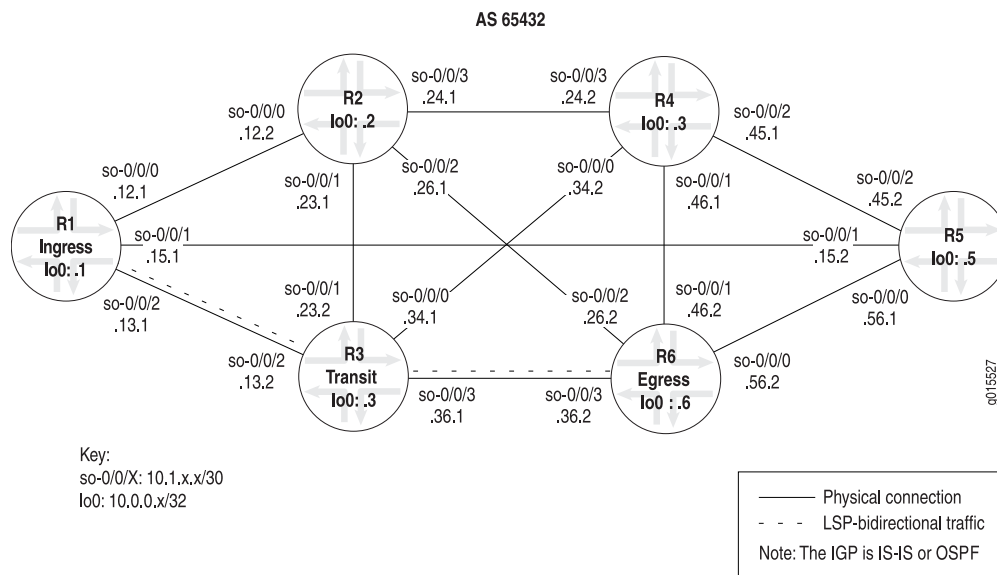 AS 65432
R2
lo0: .2
so-0/0/3
.24.1
so-0/0/3
.24.2
R4
lo0: .3
so-0/0/0
.12.2
so-0/0/2
.45.1
so-0/0/0
.12.1
so-0/0/1
.23.1
so-0/0/2
.26.1
so-0/0/0
.34.2
so-0/0/1
.46.1
so-0/0/2
.45.2
R1
Ingress
lo0: .1
so-0/0/1
.15.1
so-0/0/1
.15.2
R5
lo0: .5
so-0/0/2
.13.1
so-0/0/1
.23.2
so-0/0/0
.34.1
so-0/0/2
.26.2
so-0/0/1
.46.2
so-0/0/0
.56.1
so-0/0/2
.13.2
R3
Transit
lo0: .3
so-0/0/3
.36.1
so-0/0/3
.36.2
R6
Egress
lo0 : .6
so-0/0/0
.56.2
g015527
Key:
so-0/0/X: 10.1.x.x/30
lo0: 10.0.0.x/32
Physical connection
LSP-bidirectional traffic
Note: The IGP is IS-IS or OSPF